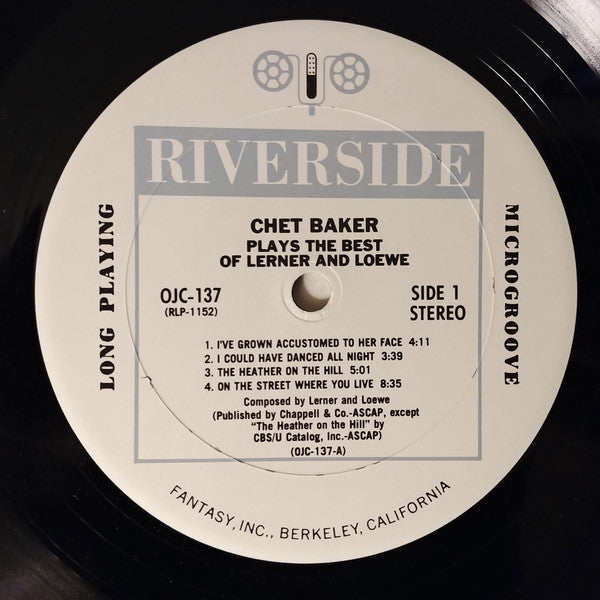 RIVERSIDE
LONG PLAYING
MICROGROOVE
CHET BAKER
PLAYS THE BEST
OF LERNER AND LOEWE
OJC-137
(RLP-1152)
SIDE 1
STEREO
1. I'VE GROWN ACCUSTOMED TO HER FACE 4:11
2. I COULD HAVE DANCED ALL NIGHT 3:39
3. THE HEATHER ON THE HILL 5:01
4. ON THE STREET WHERE YOU LIVE 8:35
Composed by Lerner and Loewe
(Published by Chappell & Co.-ASCAP, except
"The Heather on the Hill" by
CBS/U Catalog, Inc.-ASCAP)
(OJC-137-A)
FANTASY, INC., BERKELEY, CALIFORNIA